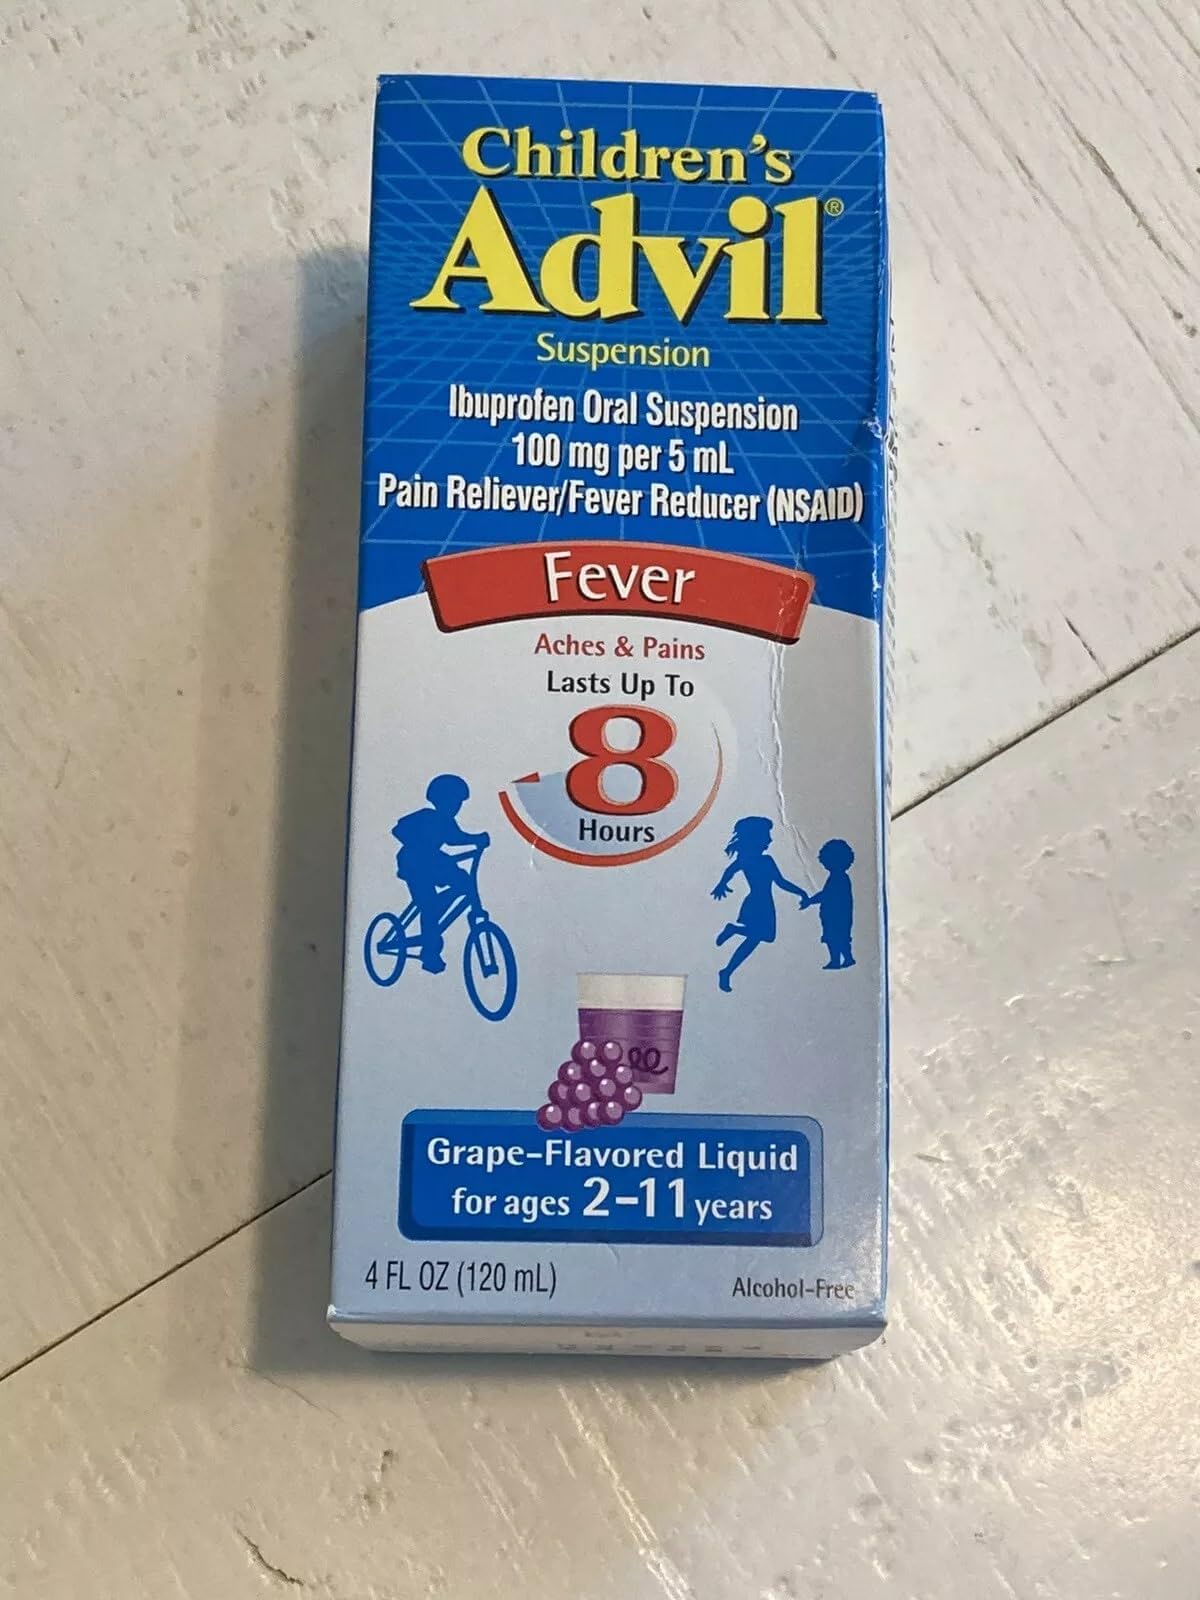 Children's
Advil®
Suspension
Ibuprofen Oral Suspension
100 mg per 5 mL
Pain Reliever/Fever Reducer (NSAID)
Fever
Aches & Pains
Lasts Up To
8
Hours
Grape-Flavored Liquid
for ages 2-11 years
4 FL OZ (120 mL)
Alcohol-Free